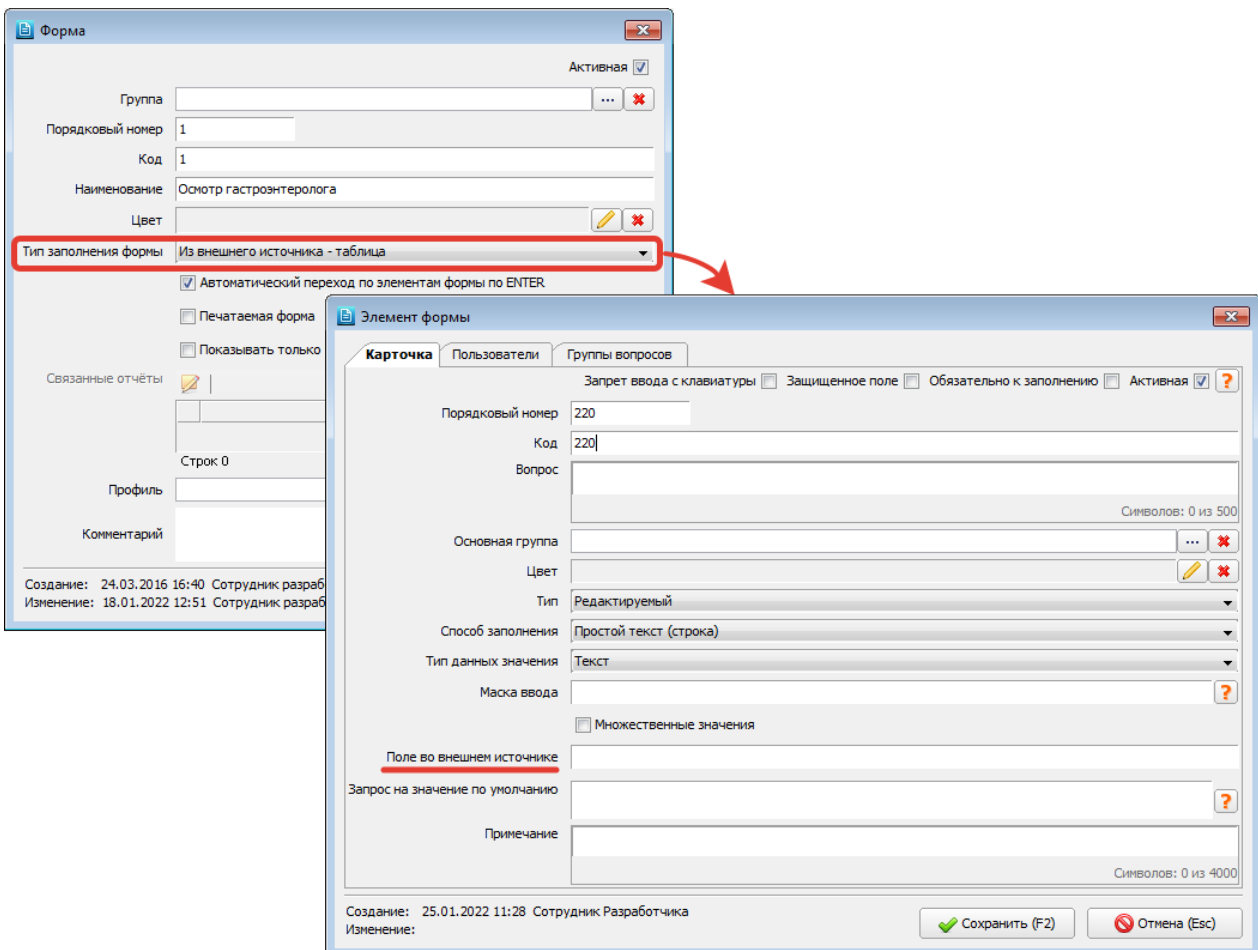 Форма
Активная
Группа
Порядковый номер 1
Код 1
Наименование Осмотр гастроэнтеролога
Цвет
Тип заполнения формы Из внешнего источника - таблица
Автоматический переход по элементам формы по ENTER
Печатаемая форма
Показывать только
Связанные отчёты
Строк 0
Профиль
Комментарий
Создание: 24.03.2016 16:40 Сотрудник разраб
Изменение: 18.01.2022 12:51 Сотрудник разраб
Элемент формы
Карточка Пользователи Группы вопросов
Запрет ввода с клавиатуры Защищенное поле Обязательно к заполнению Активная ?
Порядковый номер 220
Код 220
Вопрос
Символов: 0 из 500
Основная группа
Цвет
Тип Редактируемый
Способ заполнения Простой текст (строка)
Тип данных значения Текст
Маска ввода ?
Множественные значения
Поле во внешнем источнике
Запрос на значение по умолчанию ?
Примечание
Символов: 0 из 4000
Создание: 25.01.2022 11:28 Сотрудник Разработчика
Изменение:
Сохранить (F2) Отмена (Esc)